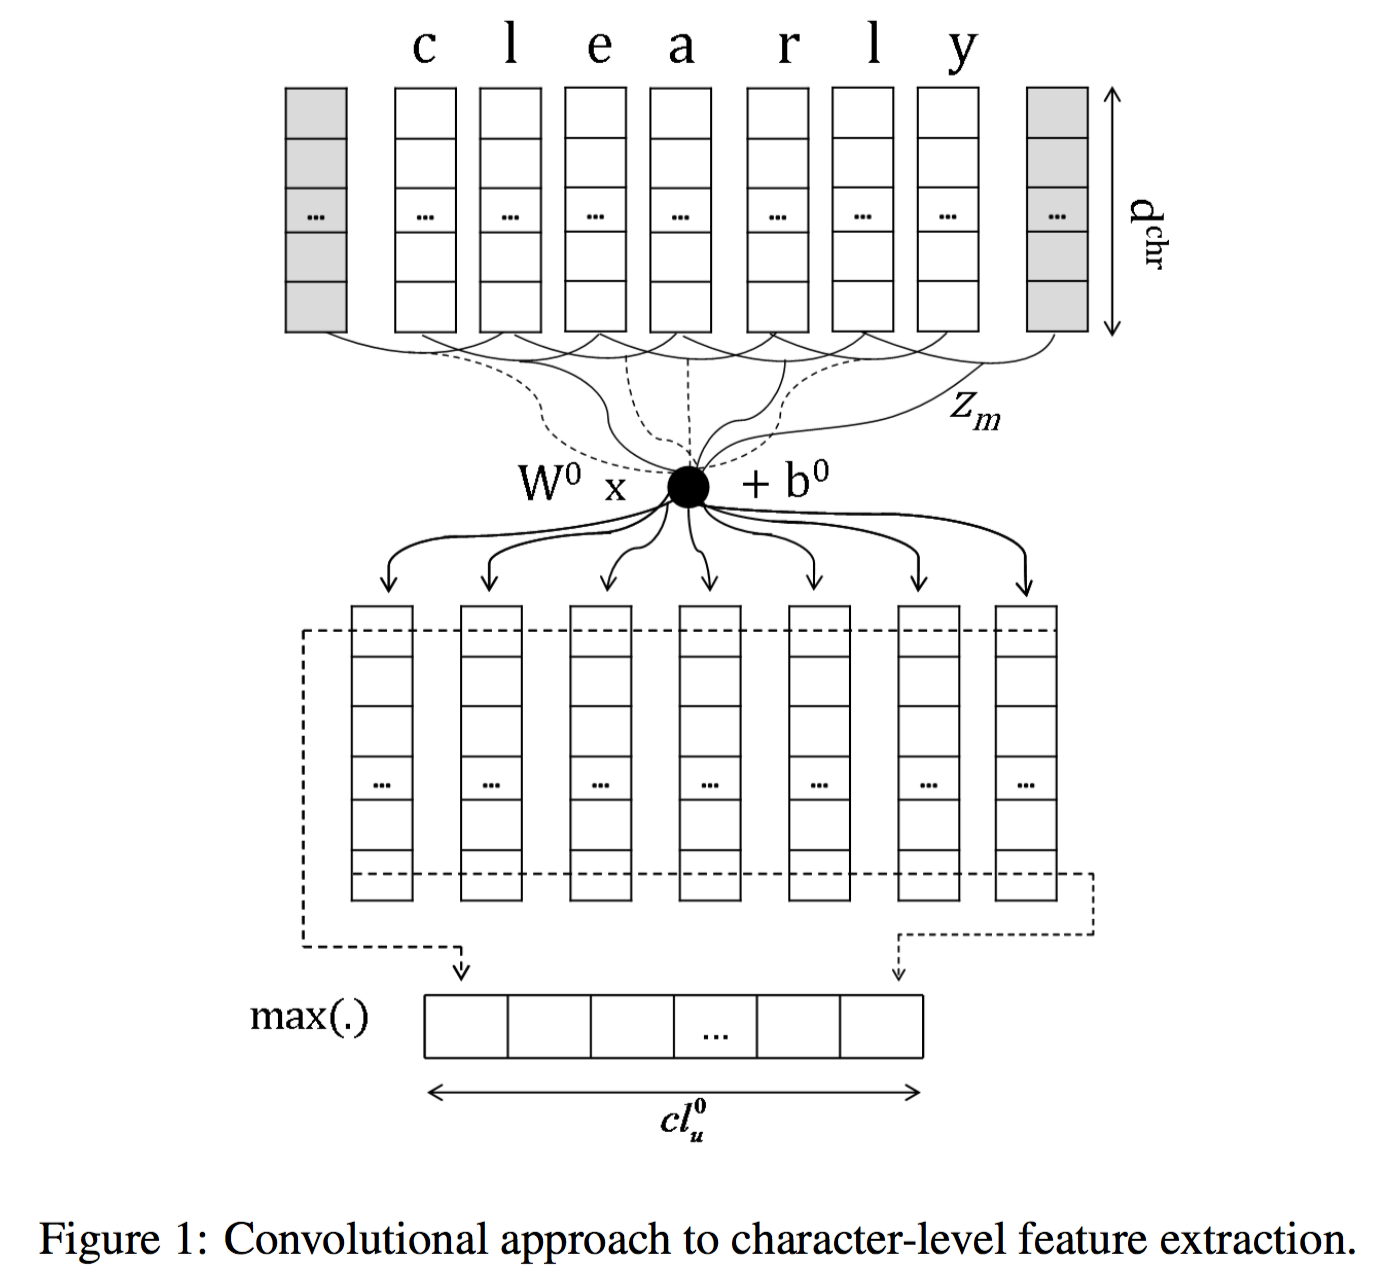 c l e a r l y
... ... ... ... ... ... ... ... ...
d^chr
Z_m
W^0 x + b^0
... ... ... ... ... ... ...
max(.) ...
cl_u^0
Figure 1: Convolutional approach to character-level feature extraction.